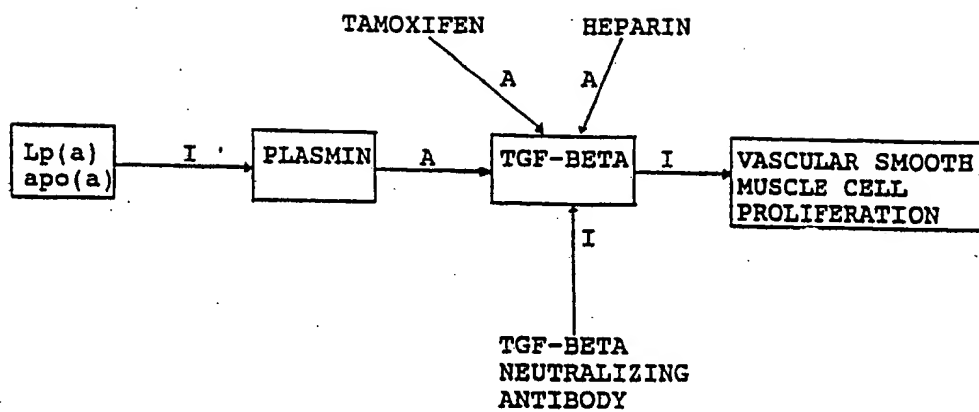 TAMOXIFEN HEPARIN
A A
Lp(a)
apo(a)
I
PLASMIN
A
TGF-BETA
I
VASCULAR SMOOTH
MUSCLE CELL
PROLIFERATION
I
TGF-BETA
NEUTRALIZING
ANTIBODY